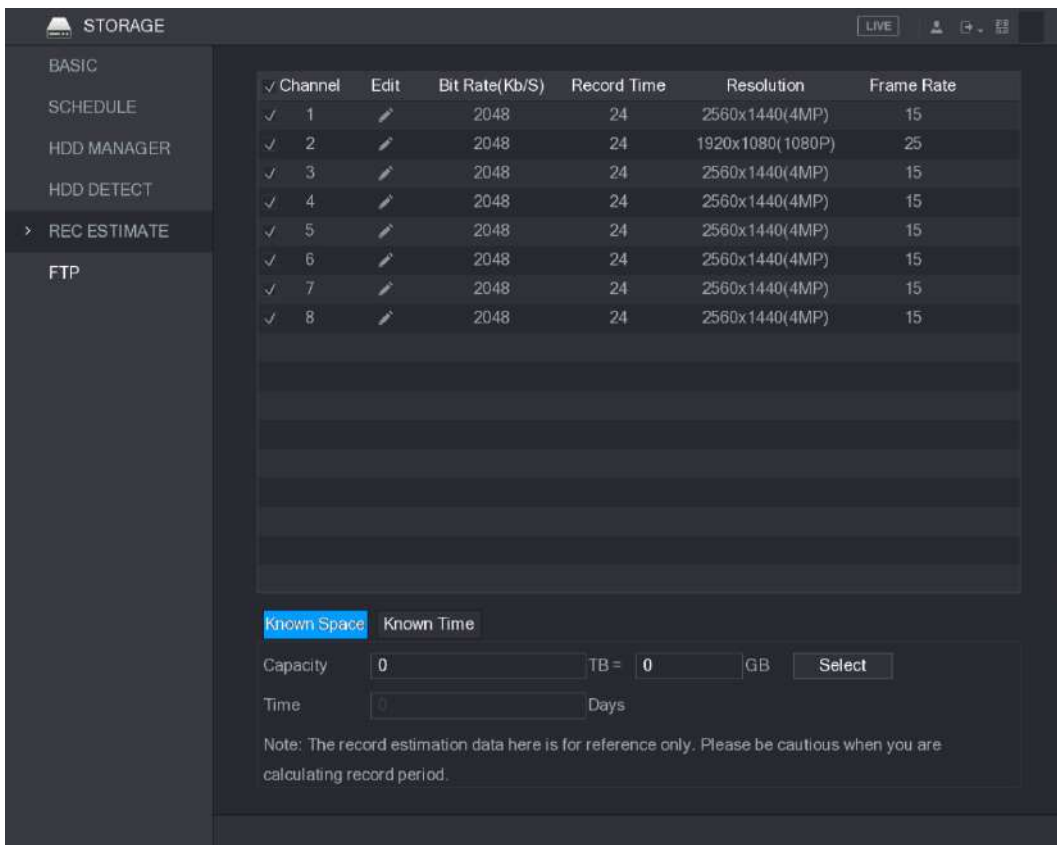 STORAGE LIVE
BASIC
SCHEDULE
HDD MANAGER
HDD DETECT
REC ESTIMATE
FTP
Channel Edit Bit Rate(Kb/S) Record Time Resolution Frame Rate
1 2048 24 2560x1440(4MP) 15
2 2048 24 1920x1080(1080P) 25
3 2048 24 2560x1440(4MP) 15
4 2048 24 2560x1440(4MP) 15
5 2048 24 2560x1440(4MP) 15
6 2048 24 2560x1440(4MP) 15
7 2048 24 2560x1440(4MP) 15
8 2048 24 2560x1440(4MP) 15
Known Space Known Time
Capacity 0 TB = 0 GB Select
Time 0 Days
Note: The record estimation data here is for reference only. Please be cautious when you are
calculating record period.